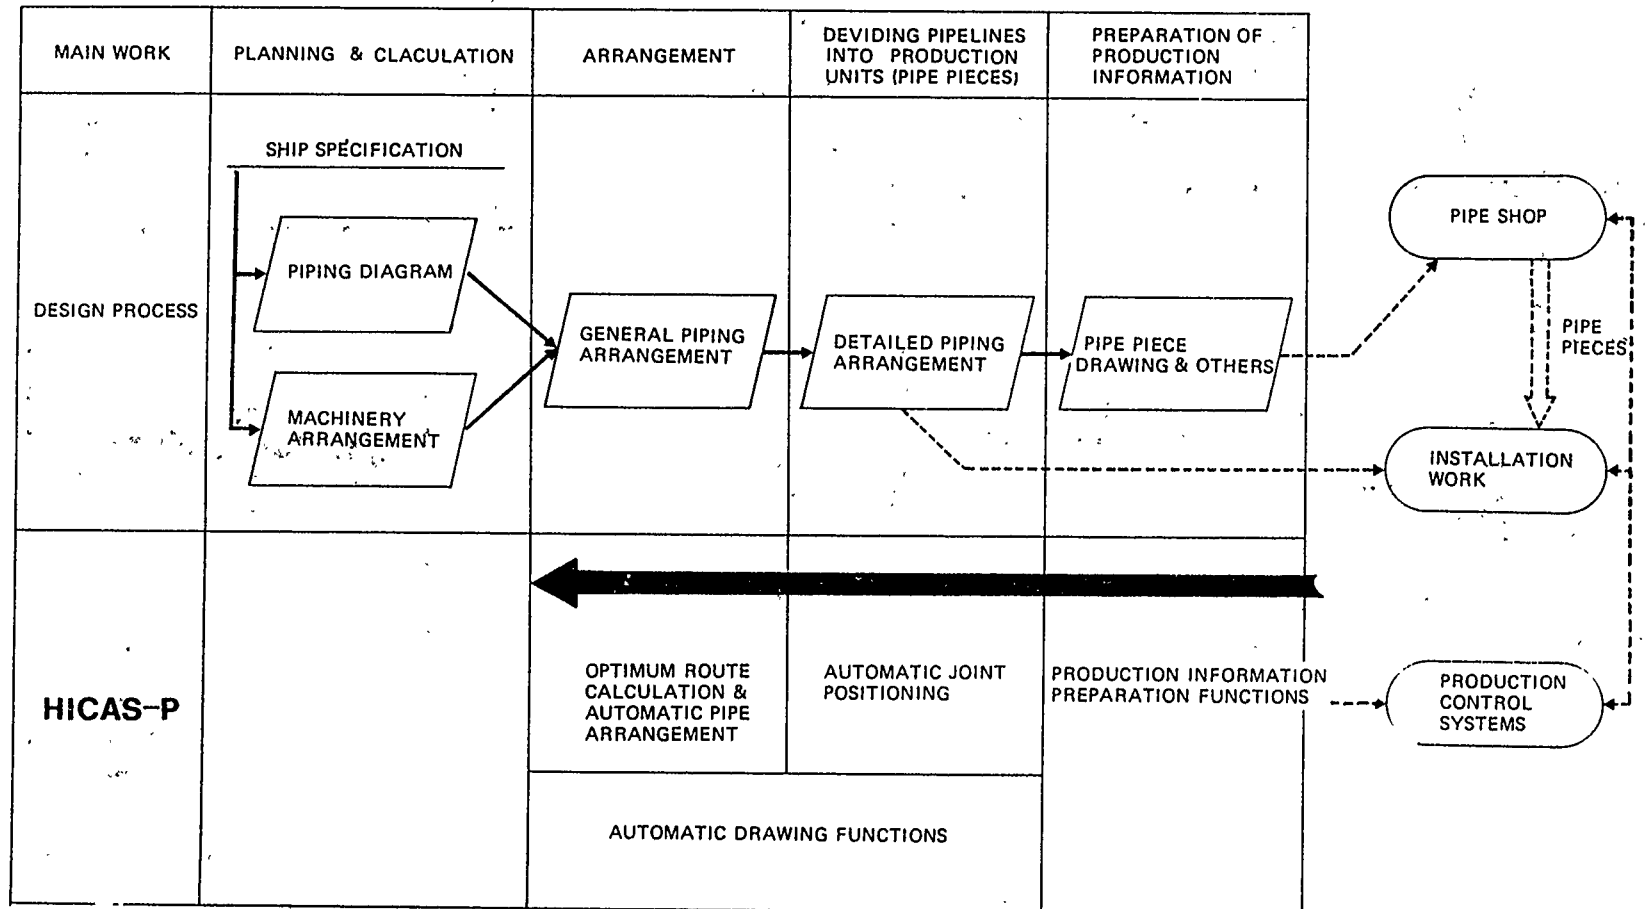 MAIN WORK
PLANNING & CLACULATION
ARRANGEMENT
DEVIDING PIPELINES
INTO PRODUCTION
UNITS (PIPE PIECES)
PREPARATION OF
PRODUCTION
INFORMATION
DESIGN PROCESS
SHIP SPECIFICATION
PIPING DIAGRAM
MACHINERY
ARRANGEMENT
GENERAL PIPING
ARRANGEMENT
DETAILED PIPING
ARRANGEMENT
PIPE PIECE
DRAWING & OTHERS
PIPE SHOP
PIPE
PIECES
INSTALLATION
WORK
HICAS-P
OPTIMUM ROUTE
CALCULATION &
AUTOMATIC PIPE
ARRANGEMENT
AUTOMATIC JOINT
POSITIONING
PRODUCTION INFORMATION
PREPARATION FUNCTIONS
PRODUCTION
CONTROL
SYSTEMS
AUTOMATIC DRAWING FUNCTIONS